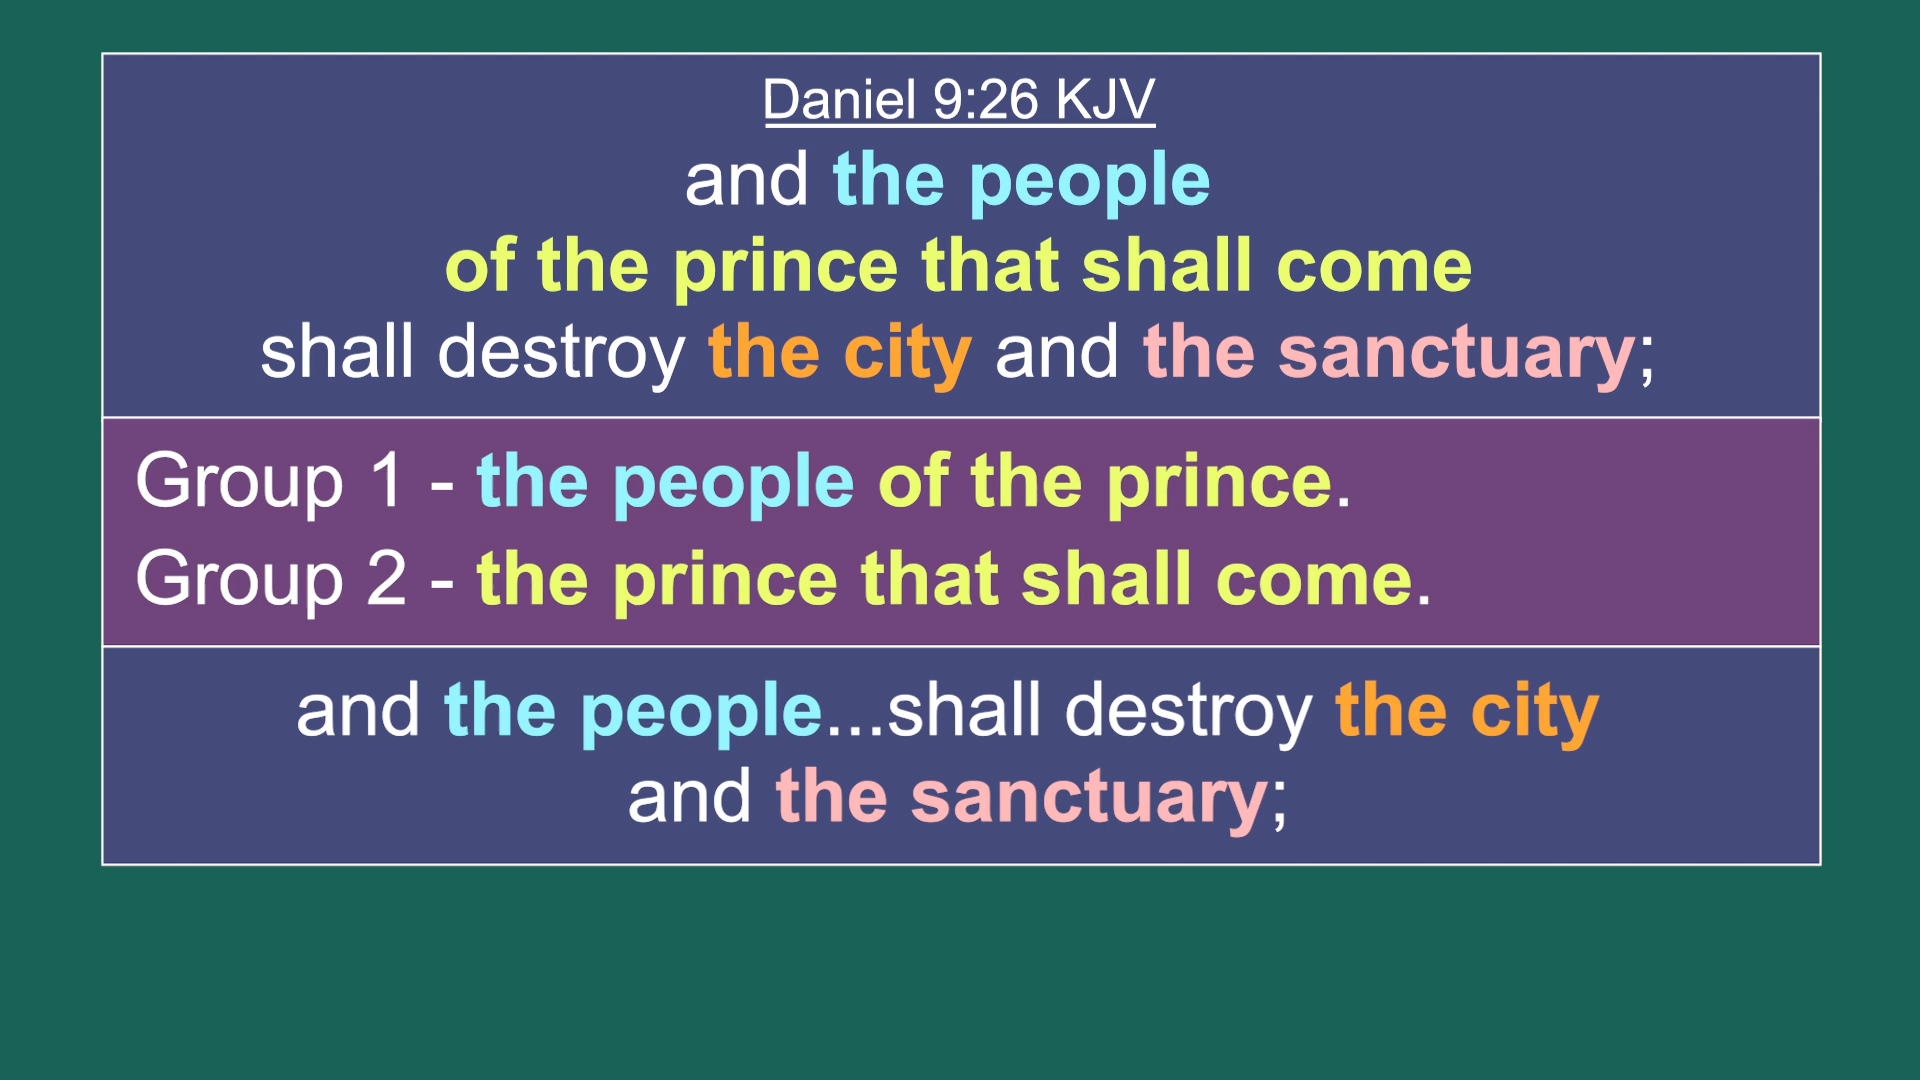 Daniel 9:26 KJV
and the people
of the prince that shall come
shall destroy the city and the sanctuary;
Group 1 - the people of the prince.
Group 2 - the prince that shall come.
and the people...shall destroy the city
and the sanctuary;